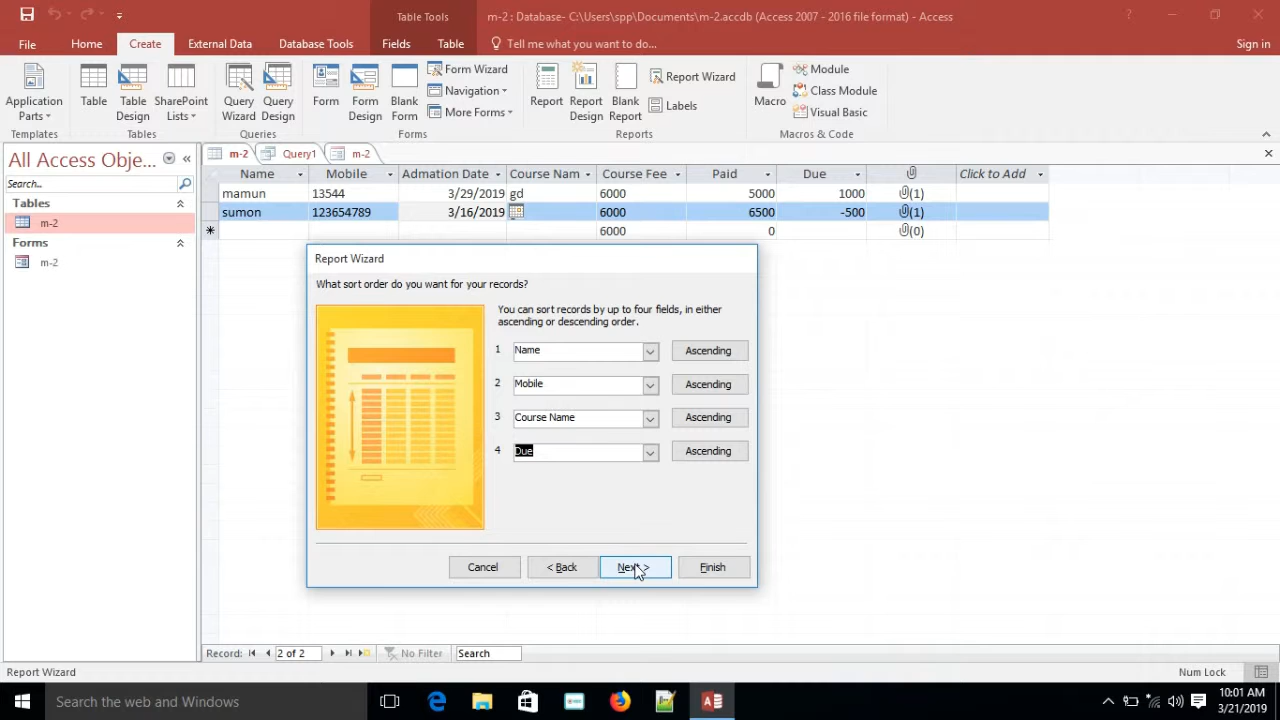 Table Tools
m-2 : Database- C:\Users\spp\Documents\m-2.accdb (Access 2007 - 2016 file format) - Access
File Home Create External Data Database Tools Fields Table Tell me what you want to do... Sign in
Application Parts
Templates
Table
Table Design
SharePoint Lists
Tables
Query Wizard
Query Design
Queries
Form
Form Design
Blank Form
Form Wizard
Navigation
More Forms
Forms
Report
Report Design
Blank Report
Report Wizard
Labels
Reports
Macro
Module
Class Module
Visual Basic
Macros & Code
All Access Obje...
Search...
Tables
m-2
Forms
m-2
m-2 Query1 m-2
Name Mobile Admation Date Course Nam Course Fee Paid Due Click to Add
mamun 13544 3/29/2019 gd 6000 5000 1000 (1)
sumon 123654789 3/16/2019 6000 6500 -500 (1)
6000 0 (0)
Report Wizard
What sort order do you want for your records?
You can sort records by up to four fields, in either
ascending or descending order.
1 Name Ascending
2 Mobile Ascending
3 Course Name Ascending
4 Due Ascending
Cancel < Back Next > Finish
Record: 2 of 2 No Filter Search
Report Wizard Num Lock
Search the web and Windows
10:01 AM
3/21/2019